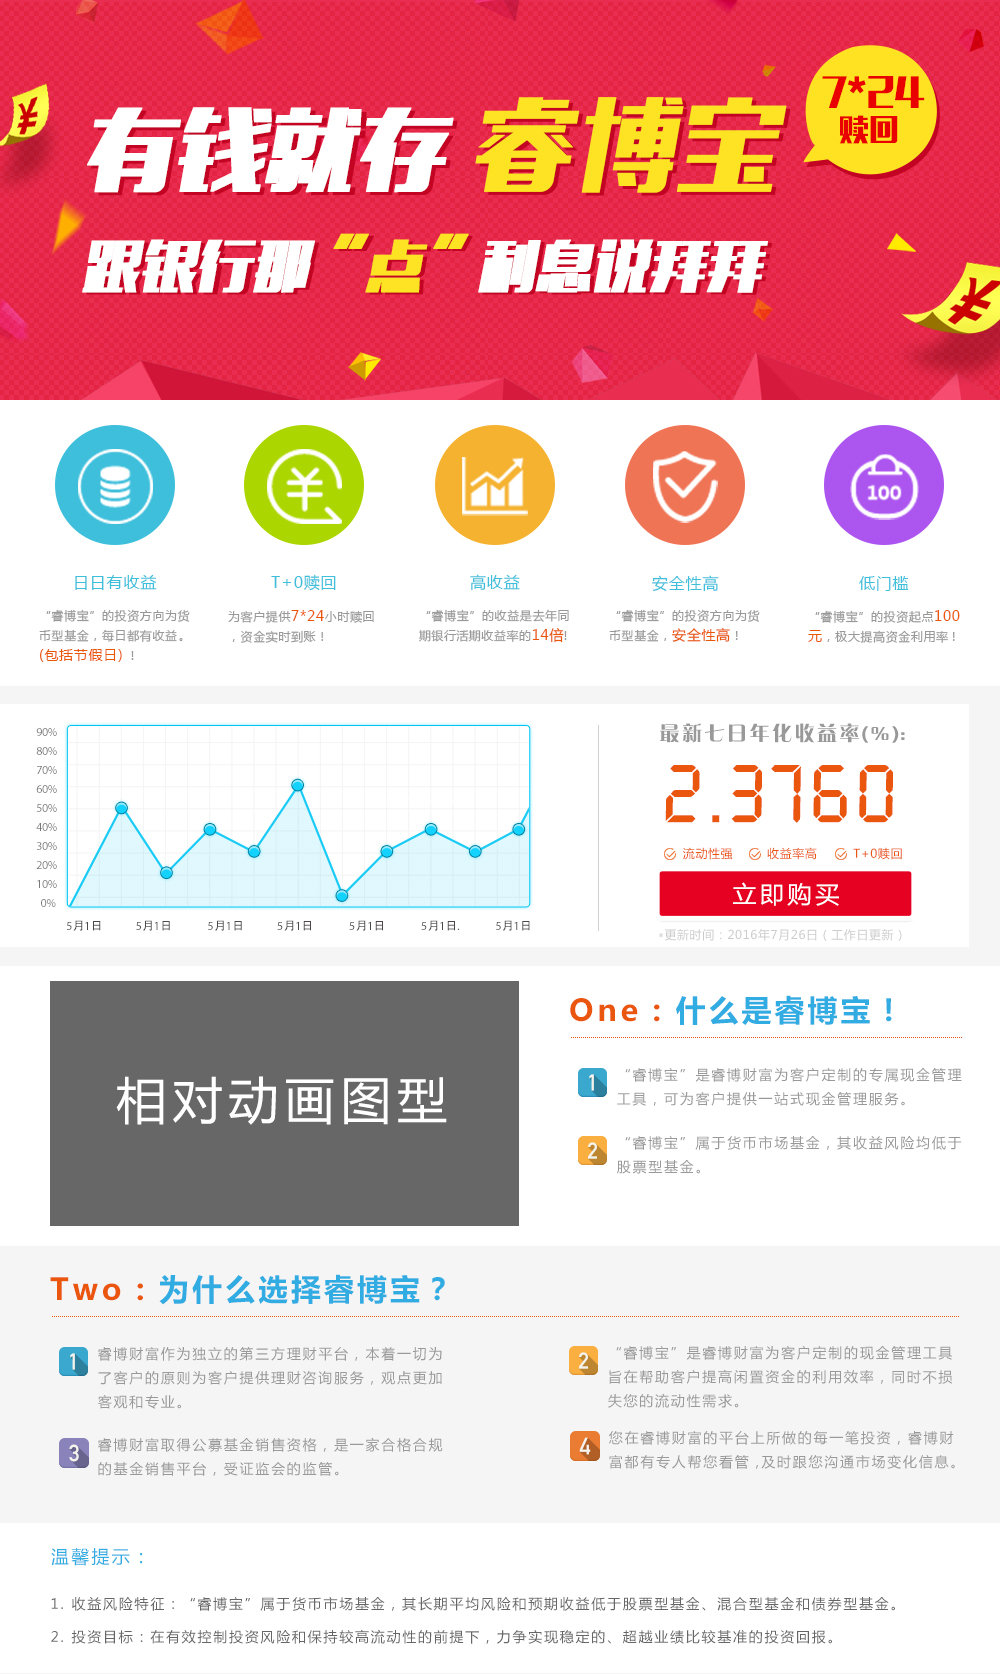 有钱就存 睿博宝
7*24
赎回
跟银行那“点”利息说拜拜
¥
¥
100
日日有收益
“睿博宝”的投资方向为货
币型基金，每日都有收益。
(包括节假日)！
T+0赎回
为客户提供7*24小时赎回
，资金实时到账！
高收益
“睿博宝”的收益是去年同
期银行活期收益率的14倍!
安全性高
“睿博宝”的投资方向为货
币型基金，安全性高！
低门槛
“睿博宝”的投资起点100
元，极大提高资金利用率！
90%
80%
70%
60%
50%
40%
30%
20%
10%
0%
5月1日 5月1日 5月1日 5月1日 5月1日 5月1日. 5月1日
最新七日年化收益率(%):
2.3760
流动性强 收益率高 T+0赎回
立即购买
*更新时间：2016年7月26日（工作日更新）
相对动画图型
One：什么是睿博宝！
1 “睿博宝”是睿博财富为客户定制的专属现金管理
工具，可为客户提供一站式现金管理服务。
2 “睿博宝”属于货币市场基金，其收益风险均低于
股票型基金。
Two：为什么选择睿博宝？
1 睿博财富作为独立的第三方理财平台，本着一切为
了客户的原则为客户提供理财咨询服务，观点更加
客观和专业。
2 “睿博宝”是睿博财富为客户定制的现金管理工具
旨在帮助客户提高闲置资金的利用效率，同时不损
失您的流动性需求。
3 睿博财富取得公募基金销售资格，是一家合格合规
的基金销售平台，受证监会的监管。
4 您在睿博财富的平台上所做的每一笔投资，睿博财
富都有专人帮您看管 ,及时跟您沟通市场变化信息。
温馨提示：
1. 收益风险特征：“睿博宝”属于货币市场基金，其长期平均风险和预期收益低于股票型基金、混合型基金和债券型基金。
2. 投资目标：在有效控制投资风险和保持较高流动性的前提下，力争实现稳定的、超越业绩比较基准的投资回报。